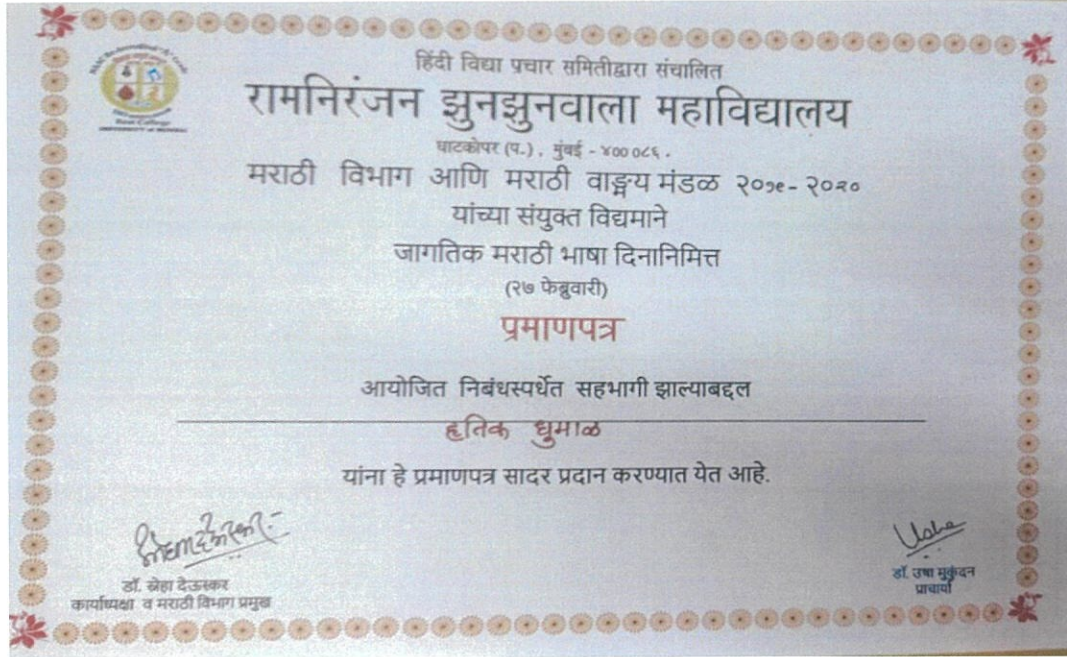 हिंदी विद्या प्रचार समितीद्वारा संचालित
रामनिरंजन झुनझुनवाला महाविद्यालय
घाटकोपर (प.), मुंबई - ४०००८६.
मराठी विभाग आणि मराठी वाङ्मय मंडळ २०१९- २०२०
यांच्या संयुक्त विद्यमाने
जागतिक मराठी भाषा दिनानिमित्त
(२७ फेब्रुवारी)
प्रमाणपत्र
आयोजित निबंधस्पर्धेत सहभागी झाल्याबद्दल
हृतिक धुमाळ
यांना हे प्रमाणपत्र सादर प्रदान करण्यात येत आहे.
Usha
डॉ. स्नेहा देऊस्कर
कार्याध्यक्षा व मराठी विभाग प्रमुख
डॉ. उषा मुकुंदन
प्राचार्या